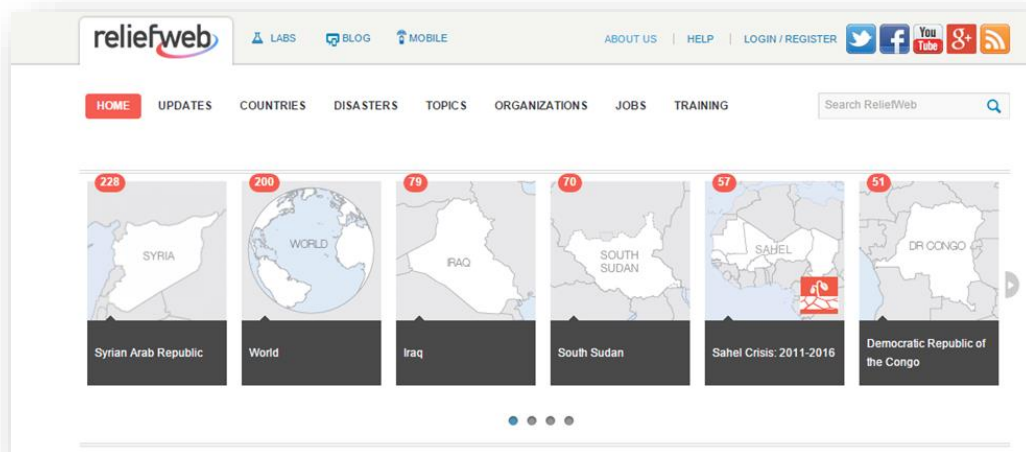 reliefweb
LABS BLOG MOBILE
ABOUT US | HELP | LOGIN / REGISTER
You
Tube
g+
HOME UPDATES COUNTRIES DISASTERS TOPICS ORGANIZATIONS JOBS TRAINING
Search ReliefWeb
228 200 79 70 57 51
SYRIA
WORLD
IRAQ
SOUTH
SUDAN
SAHEL
DR CONGO
Syrian Arab Republic
World
Iraq
South Sudan
Sahel Crisis: 2011-2016
Democratic Republic of
the Congo